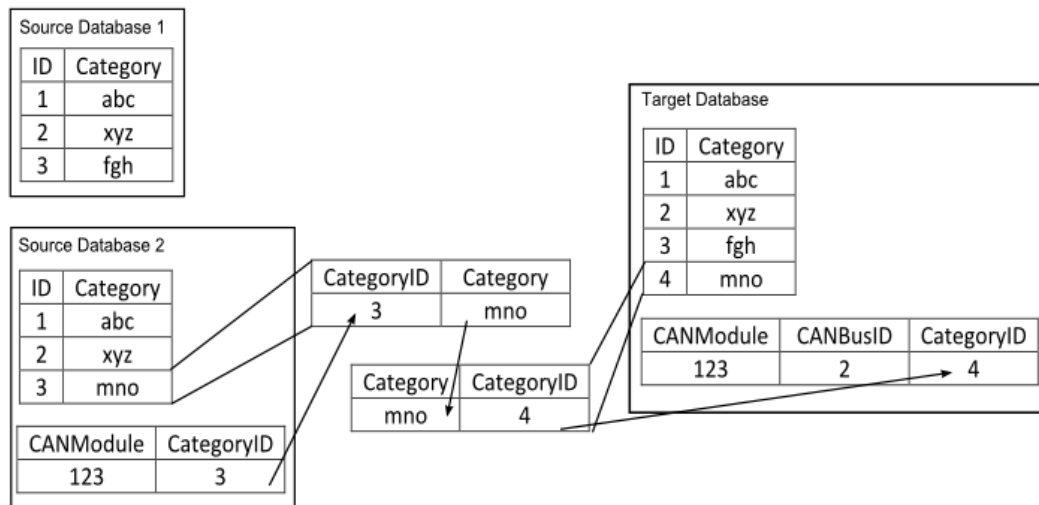 Source Database 1
ID Category
1 abc
2 xyz
3 fgh
Source Database 2
ID Category
1 abc
2 xyz
3 mno
CANModule CategoryID
123 3
CategoryID Category
3 mno
Category CategoryID
mno 4
Target Database
ID Category
1 abc
2 xyz
3 fgh
4 mno
CANModule CANBusID CategoryID
123 2 4